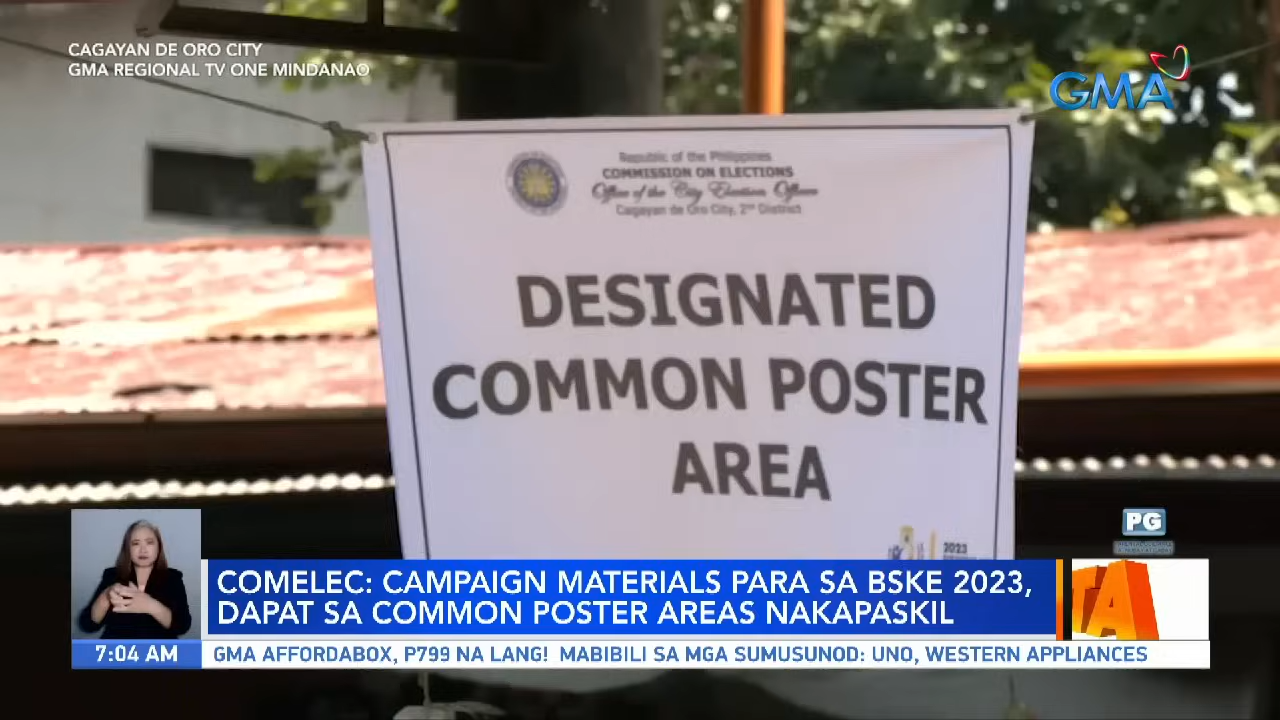 CAGAYAN DE ORO CITY
GMA REGIONAL TV ONE MINDANAO
GMA
Republic of the Philippines
COMMISSION ON ELECTIONS
Office of the City Election Officer
Cagayan de Oro City, 2nd District
DESIGNATED
COMMON POSTER
AREA
2023
PG
COMELEC: CAMPAIGN MATERIALS PARA SA BSKE 2023,
DAPAT SA COMMON POSTER AREAS NAKAPASKIL
TA
7:04 AM
GMA AFFORDABOX, P799 NA LANG! MABIBILI SA MGA SUMUSUNOD: UNO, WESTERN APPLIANCES